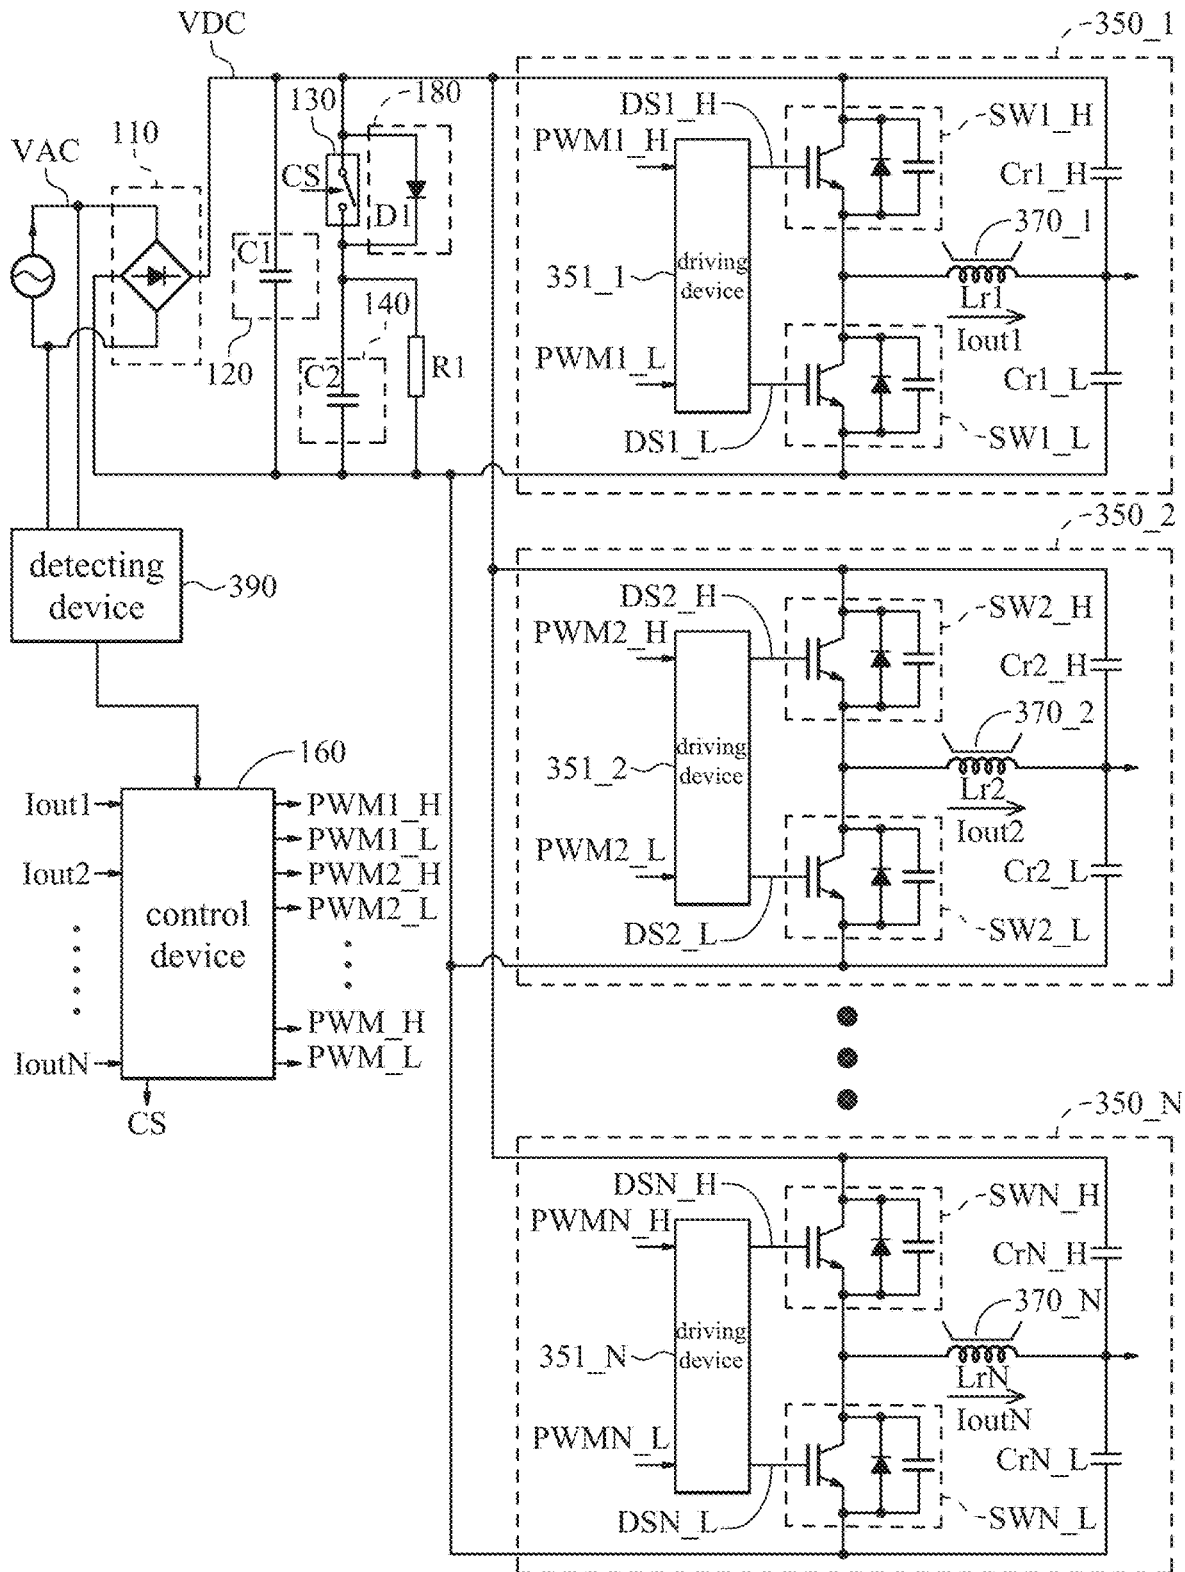 VDC
350_1
130
180
DS1_H
SW1_H
110
PWM1_H
VAC
CS
D1
Cr1_H
370_1
C1
351_1
driving
device
Lr1
Iout1
140
120
C2
R1
PWM1_L
Cr1_L
DS1_L
SW1_L
350_2
detecting
device
390
DS2_H
SW2_H
PWM2_H
Cr2_H
370_2
160
351_2
driving
device
Lr2
Iout2
Iout1
PWM1_H
PWM1_L
Iout2
PWM2_H
PWM2_L
control
device
PWM2_L
Cr2_L
DS2_L
SW2_L
PWM_H
IoutN
PWM_L
CS
350_N
DSN_H
SWN_H
PWMN_H
CrN_H
370_N
351_N
driving
device
LrN
IoutN
PWMN_L
CrN_L
DSN_L
SWN_L